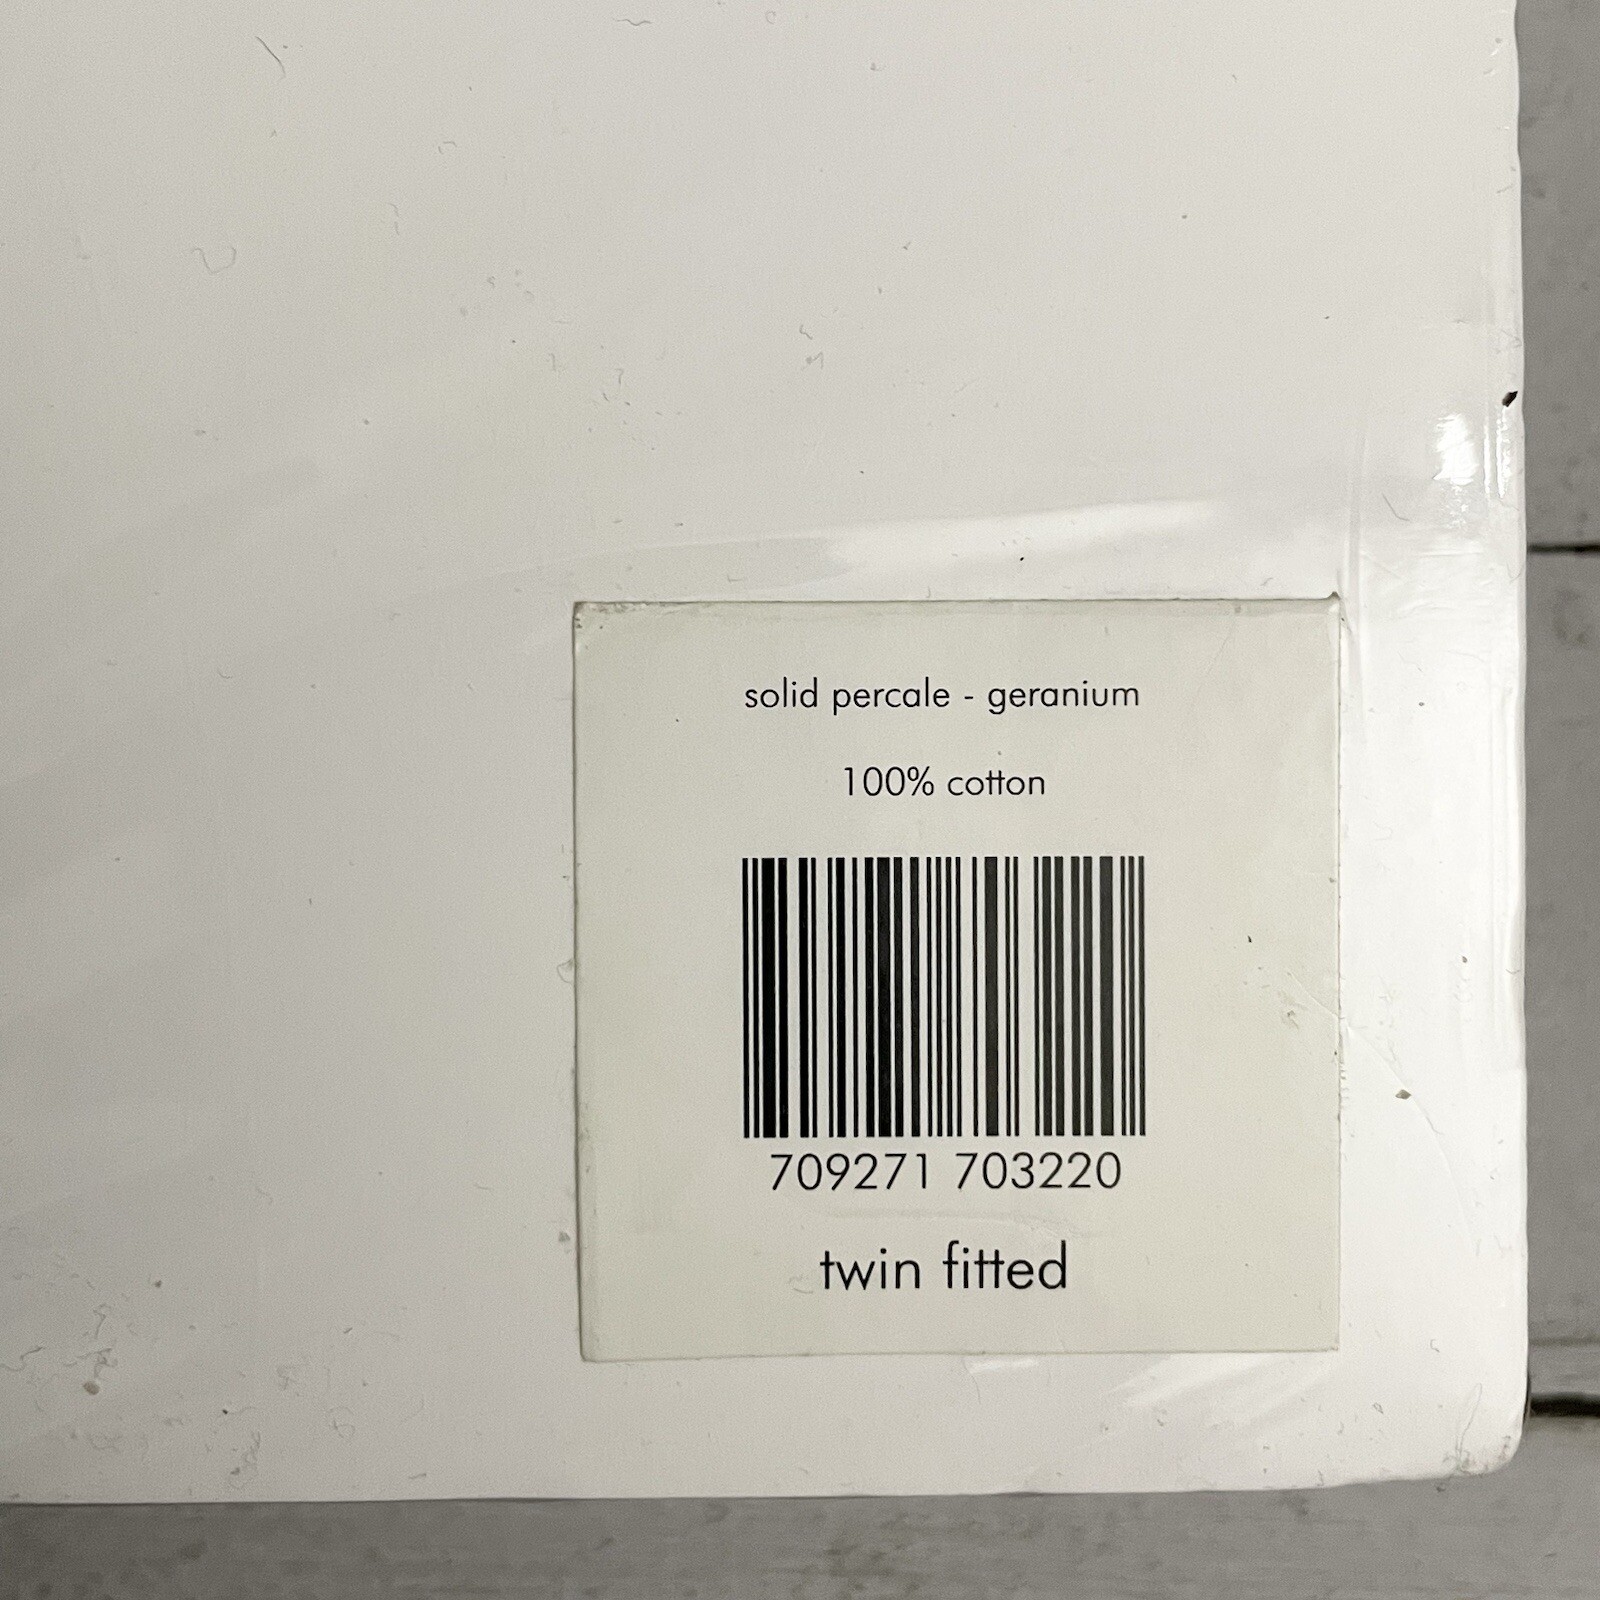 solid percale - geranium
100% cotton
709271 703220
twin fitted